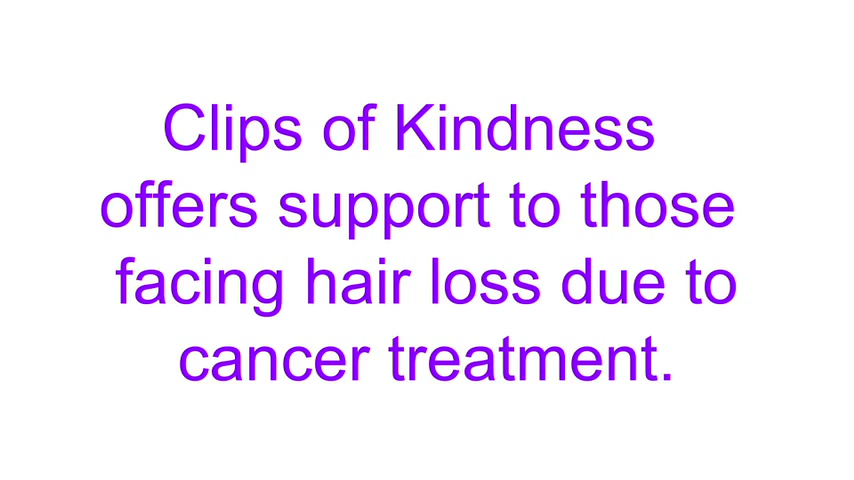 Clips of Kindness
offers support to those
facing hair loss due to
cancer treatment.